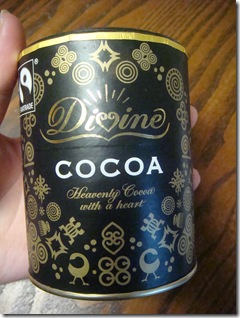 Divine
COCOA
Heavenly Cocoa
with a heart